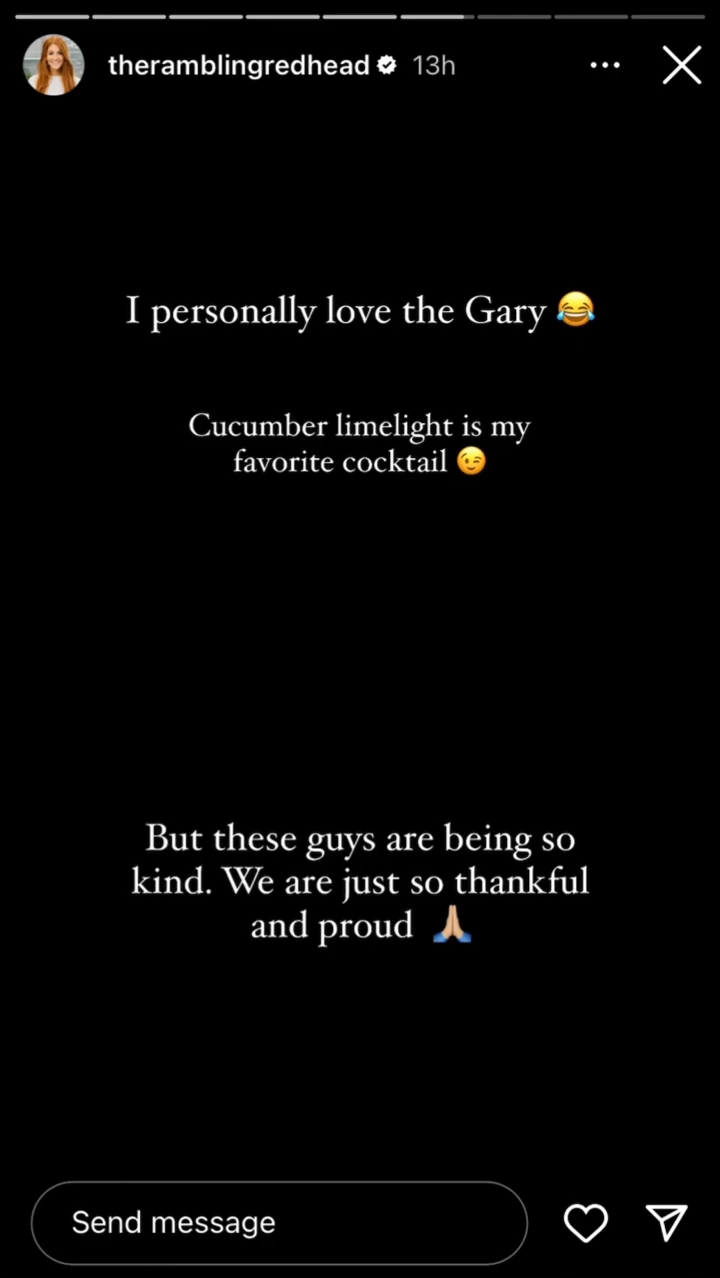 theramblingredhead 13h
I personally love the Gary 😂
Cucumber limelight is my
favorite cocktail 😉
But these guys are being so
kind. We are just so thankful
and proud 🙏🏼
Send message